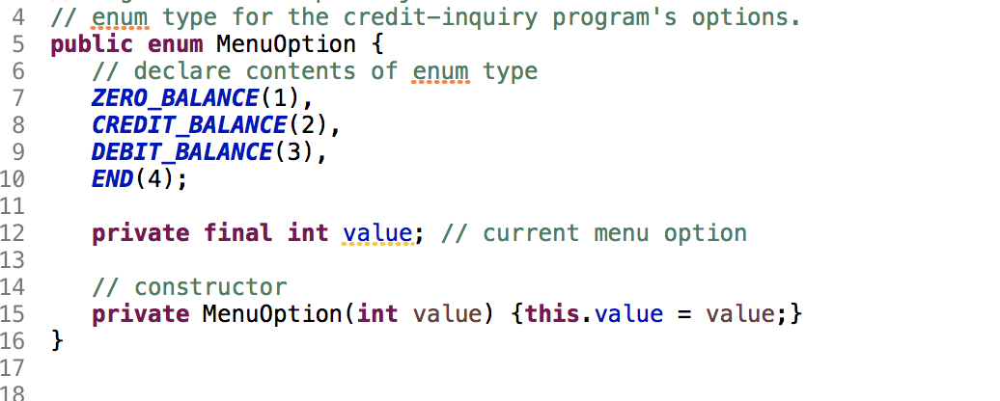 4 // enum type for the credit-inquiry program's options.
5 public enum MenuOption {
6 // declare contents of enum type
7 ZERO_BALANCE(1),
8 CREDIT_BALANCE(2),
9 DEBIT_BALANCE(3),
10 END(4);
11
12 private final int value; // current menu option
13
14 // constructor
15 private MenuOption(int value) {this.value = value;}
16 }
17
18